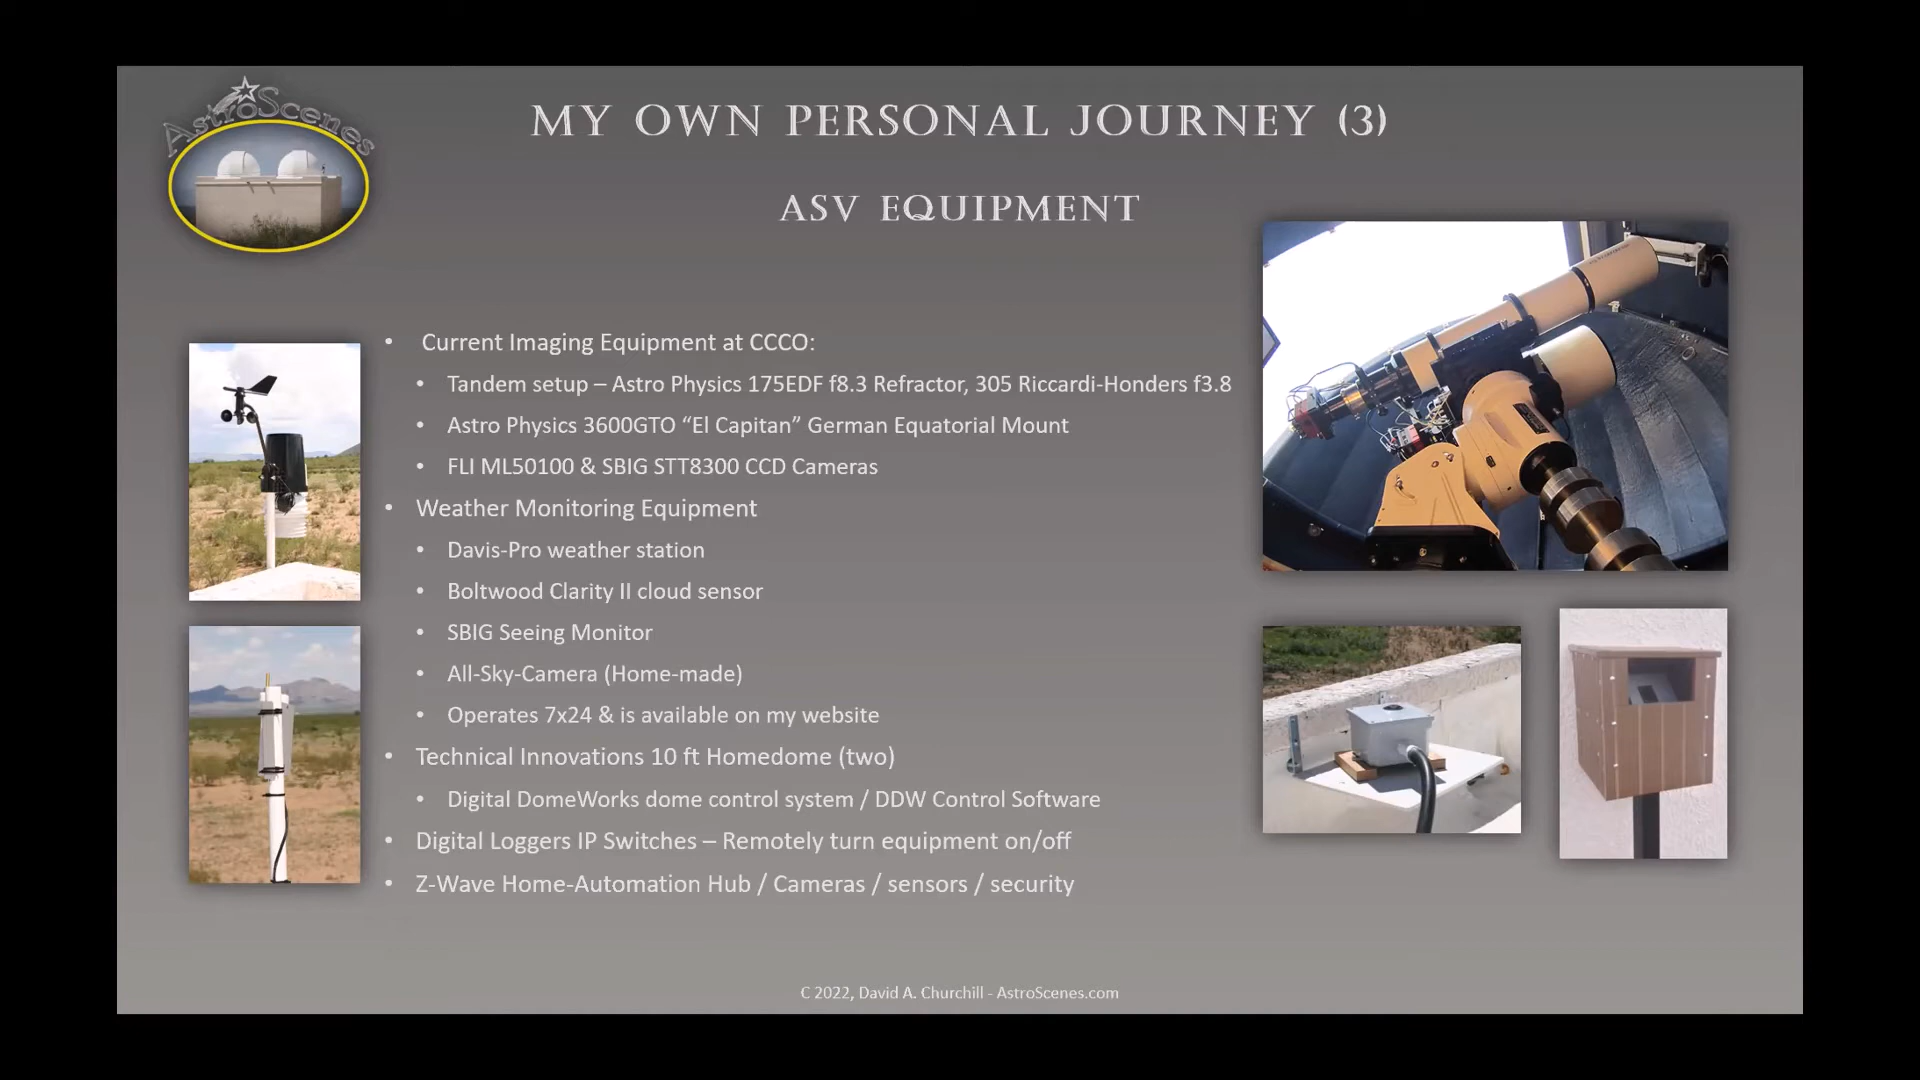 AstroScenes
MY OWN PERSONAL JOURNEY (3)
ASV EQUIPMENT
• Current Imaging Equipment at CCCO:
• Tandem setup – Astro Physics 175EDF f8.3 Refractor, 305 Riccardi-Honders f3.8
• Astro Physics 3600GTO “El Capitan” German Equatorial Mount
• FLI ML50100 & SBIG STT8300 CCD Cameras
• Weather Monitoring Equipment
• Davis-Pro weather station
• Boltwood Clarity II cloud sensor
• SBIG Seeing Monitor
• All-Sky-Camera (Home-made)
• Operates 7x24 & is available on my website
• Technical Innovations 10 ft Homedome (two)
• Digital DomeWorks dome control system / DDW Control Software
• Digital Loggers IP Switches – Remotely turn equipment on/off
• Z-Wave Home-Automation Hub / Cameras / sensors / security
C 2022, David A. Churchill - AstroScenes.com